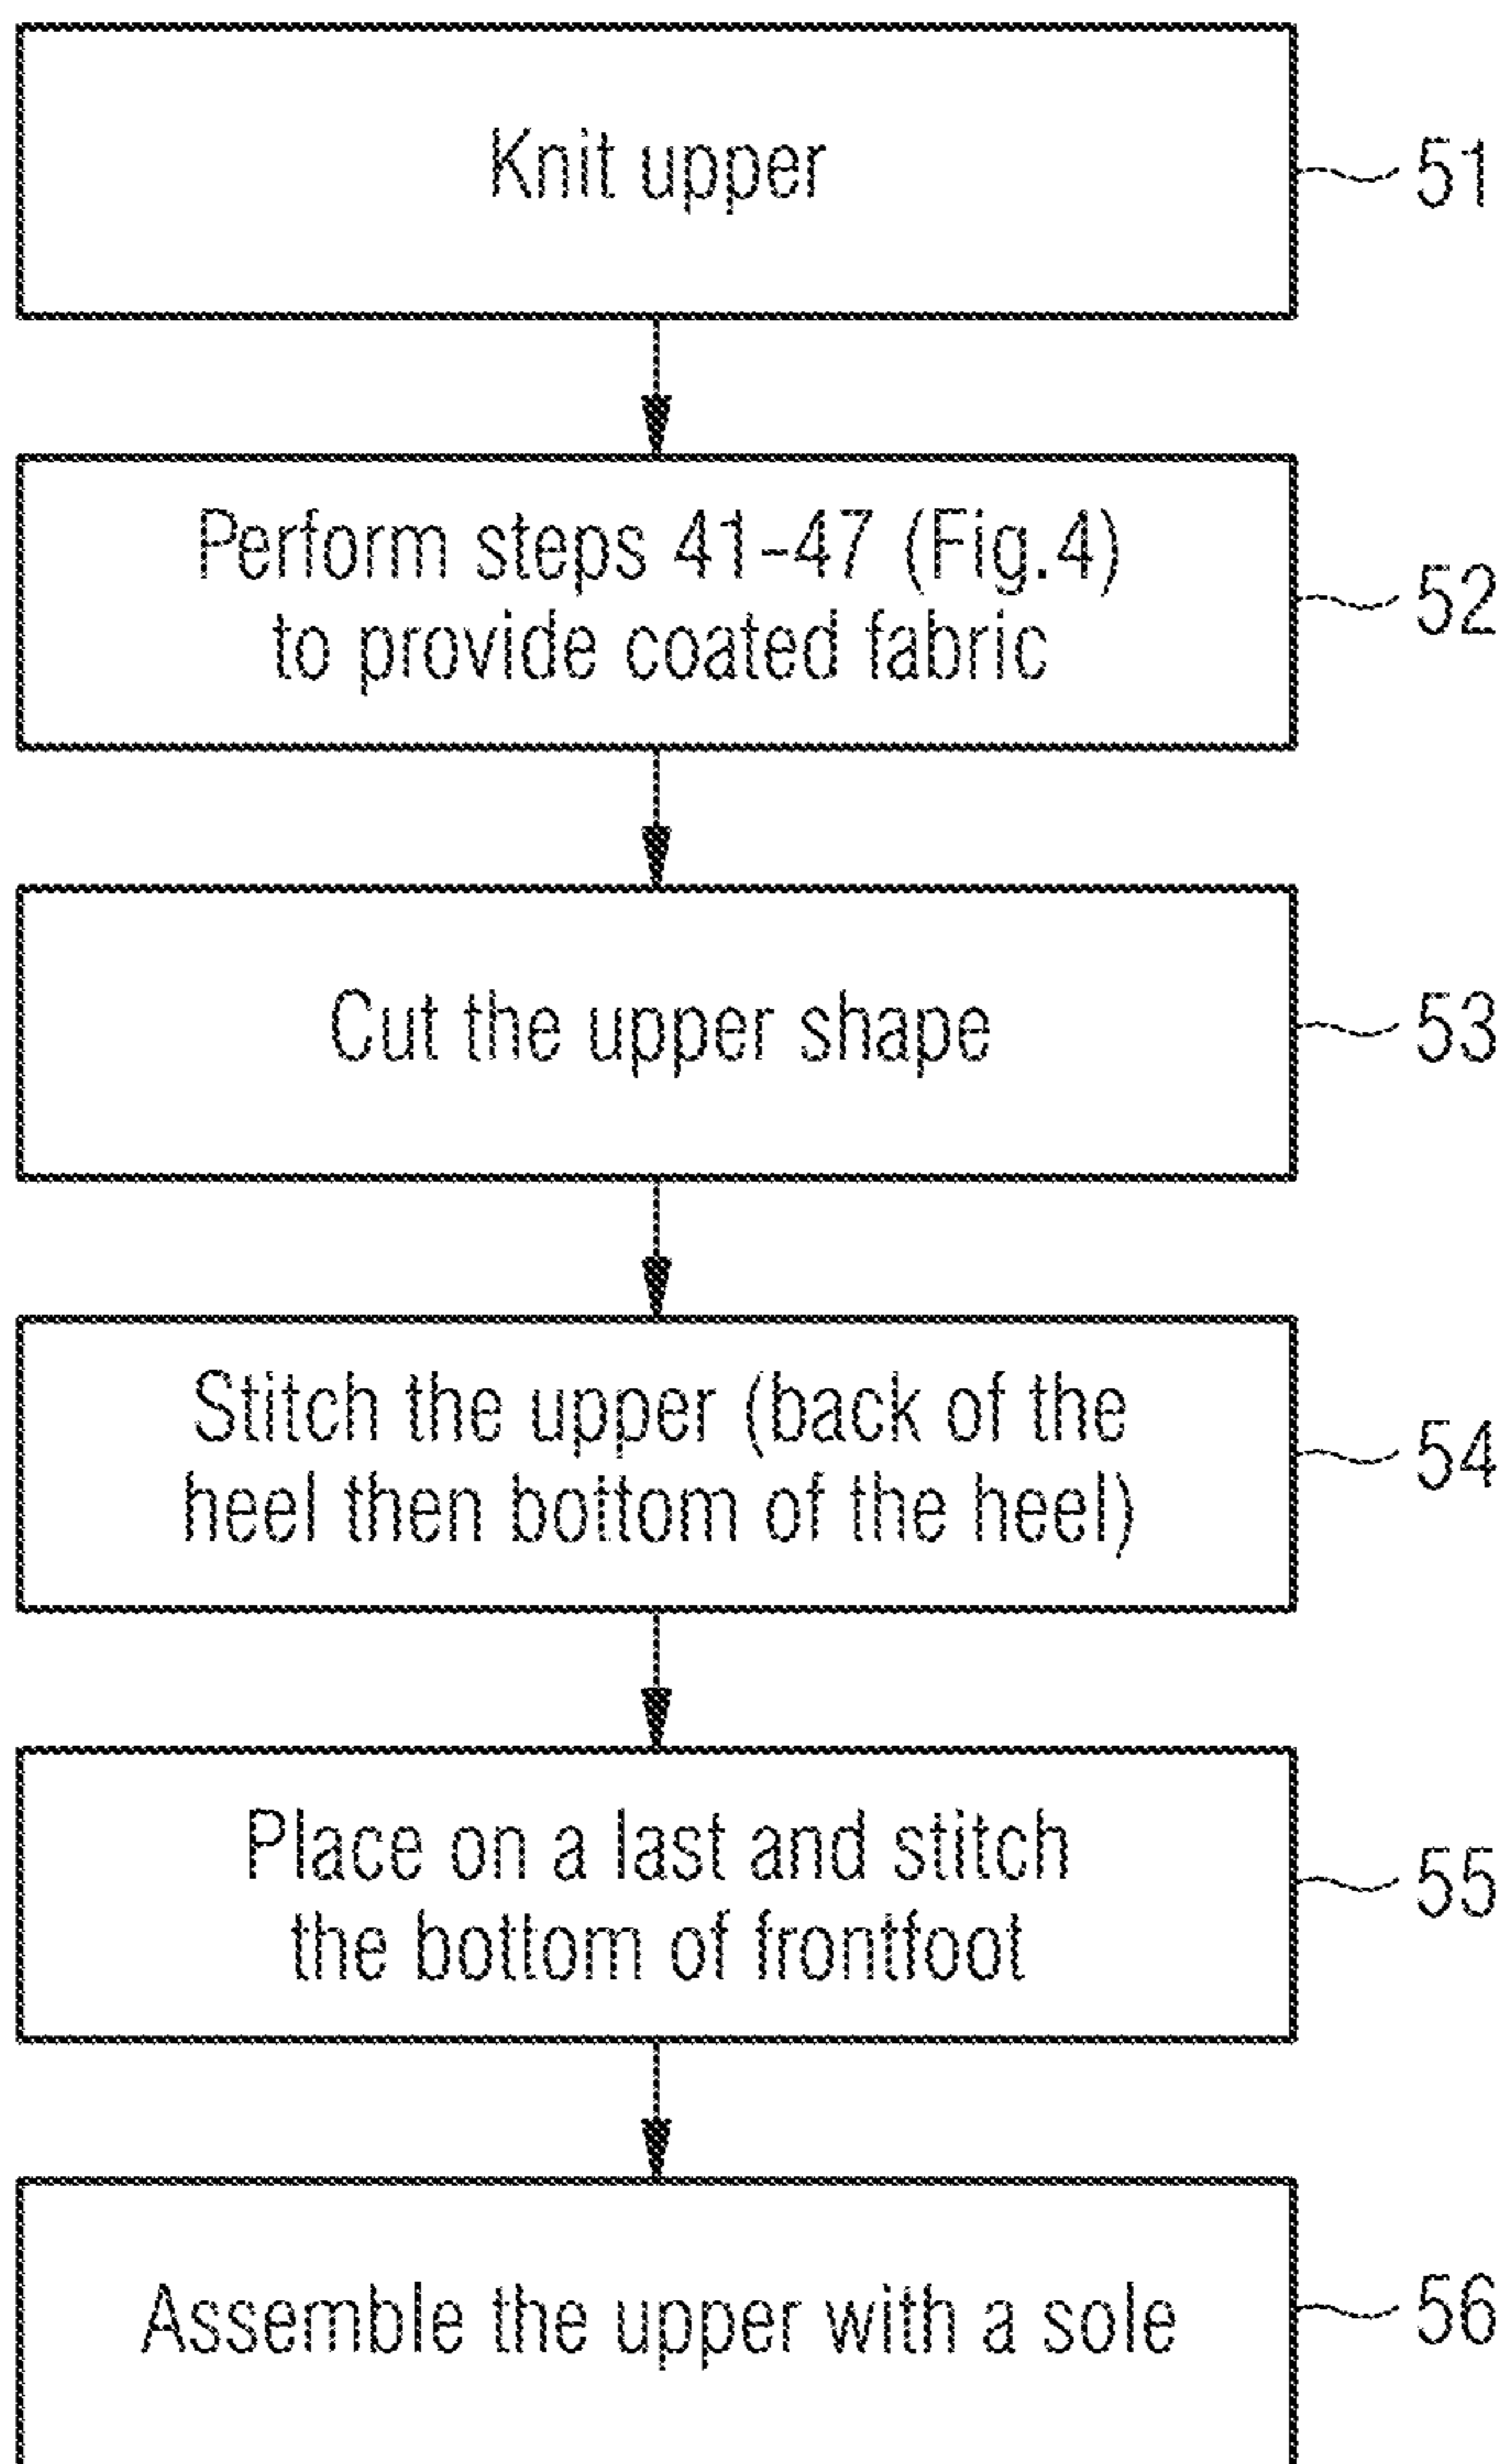 Knit upper
51
Perform steps 41-47 (Fig.4)
to provide coated fabric
52
Cut the upper shape
53
Stitch the upper (back of the
heel then bottom of the heel)
54
Place on a last and stitch
the bottom of frontfoot
55
Assemble the upper with a sole
56